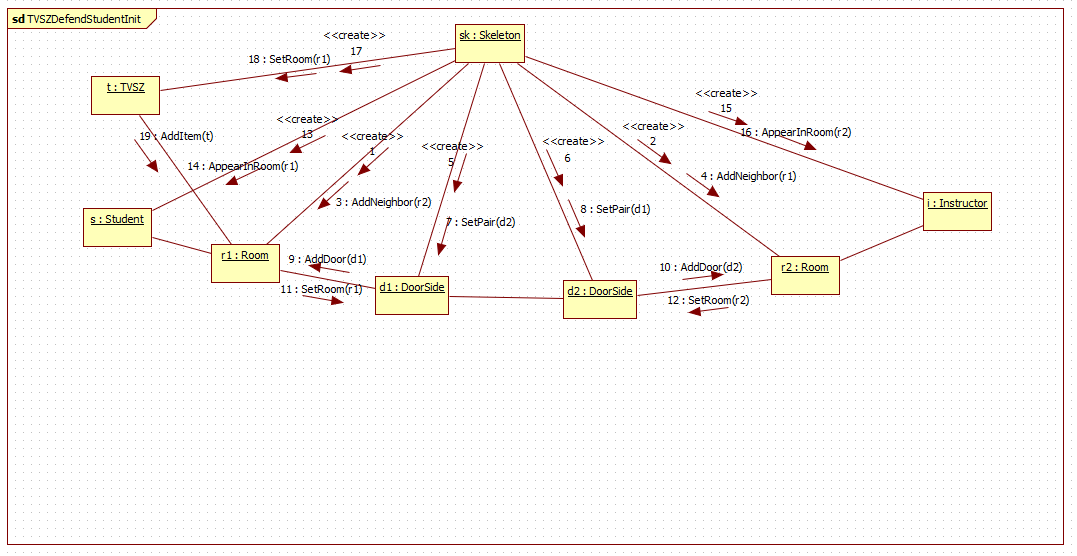 sd TVSZDefendStudentInit
sk : Skeleton
<<create>>
17
18 : SetRoom(r1)
t : TVSZ
<<create>>
15
16 : AppearInRoom(r2)
<<create>>
13
14 : AppearInRoom(r1)
<<create>>
1
<<create>>
5
<<create>>
6
<<create>>
2
19 : AddItem(t)
3 : AddNeighbor(r2)
4 : AddNeighbor(r1)
7 : SetPair(d2)
8 : SetPair(d1)
s : Student
i : Instructor
r1 : Room
9 : AddDoor(d1)
10 : AddDoor(d2)
r2 : Room
11 : SetRoom(r1)
d1 : DoorSide
d2 : DoorSide
12 : SetRoom(r2)